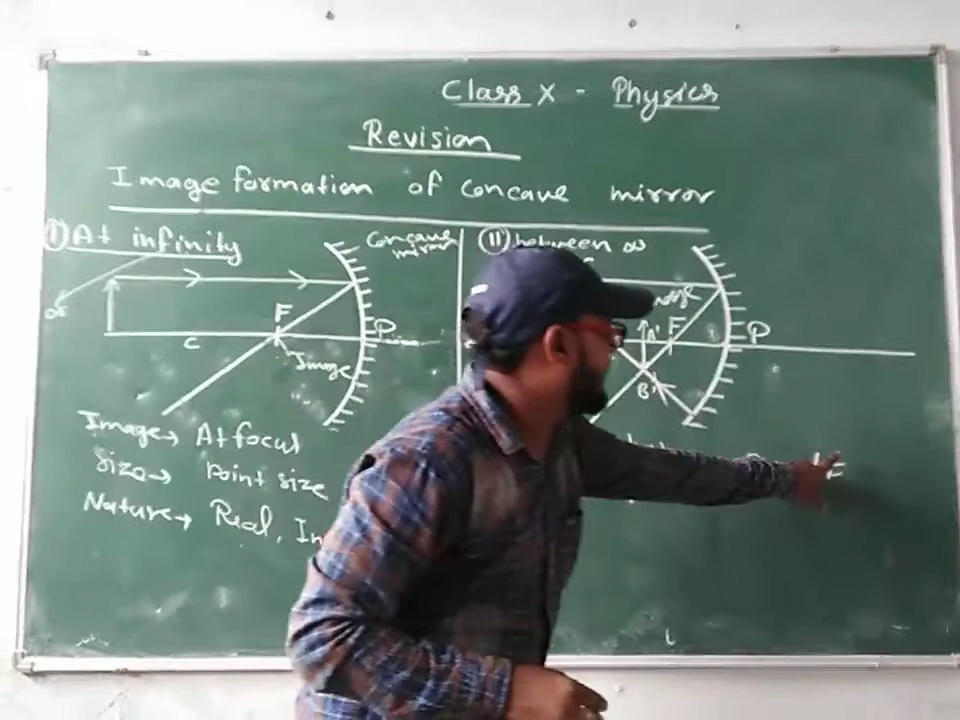 Class X - Physics
Revision
Image formation of Concave mirror
(I) At infinity
Concave mirror
(II) between ∞
∞
F
C
P
Image
F
P
A'
B'
Image → At focus
Size → Point size
Nature → Real, In
F